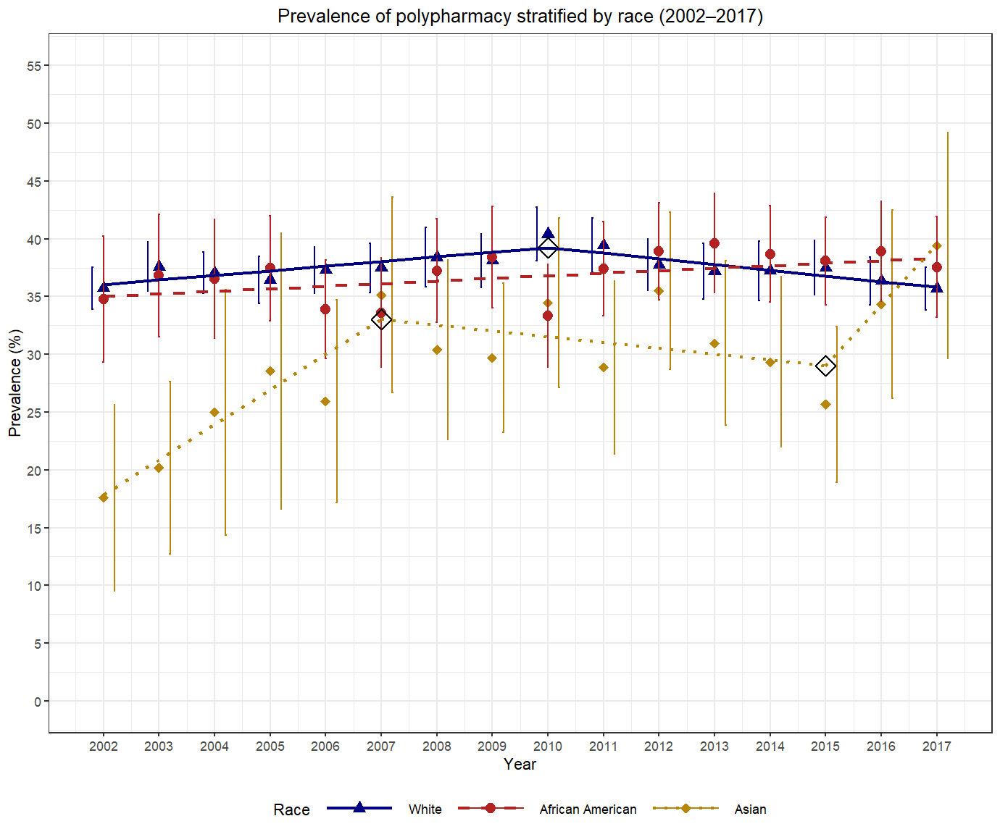 Prevalence of polypharmacy stratified by race (2002–2017)
Prevalence (%)
55
50
45
40
35
30
25
20
15
10
5
0
2002 2003 2004 2005 2006 2007 2008 2009 2010 2011 2012 2013 2014 2015 2016 2017
Year
Race White African American Asian